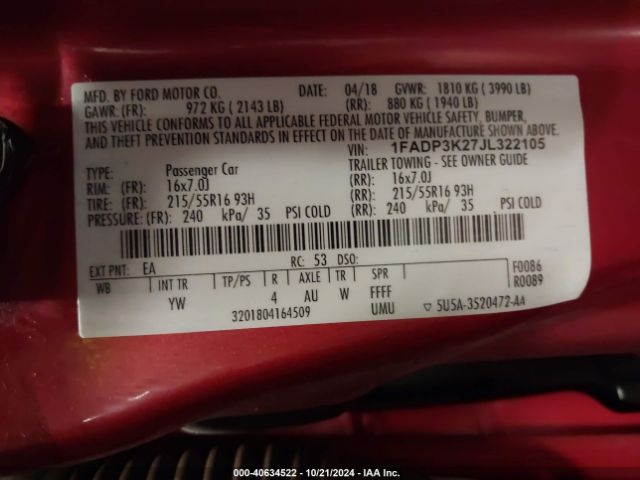 MFD. BY FORD MOTOR CO. DATE: 04/18 GVWR: 1810 KG ( 3990 LB)
GAWR: (FR): 972 KG ( 2143 LB) (RR): 880 KG ( 1940 LB)
THIS VEHICLE CONFORMS TO ALL APPLICABLE FEDERAL MOTOR VEHICLE SAFETY, BUMPER,
AND THEFT PREVENTION STANDARDS IN EFFECT ON THE DATE OF MANUFACTURE SHOWN ABOVE.
VIN: 1FADP3K27JL322105
TYPE: Passenger Car TRAILER TOWING - SEE OWNER GUIDE
RIM: (FR) 16x7.0J (RR): 16x7.0J
TIRE: (FR) 215/55R16 93H (RR): 215/55R16 93H
PRESSURE: (FR): 240 kPa/ 35 PSI COLD (RR): 240 kPa/ 35 PSI COLD
RC: 53 DSO:
EXT PNT: EA F0086
WB INT TR TP/PS R AXLE TR SPR R0089
YW 4 AU W FFFF
3201804164509 UMU ▽ 5U5A-3520472-AA
000-40634522 - 10/21/2024 - IAA Inc.